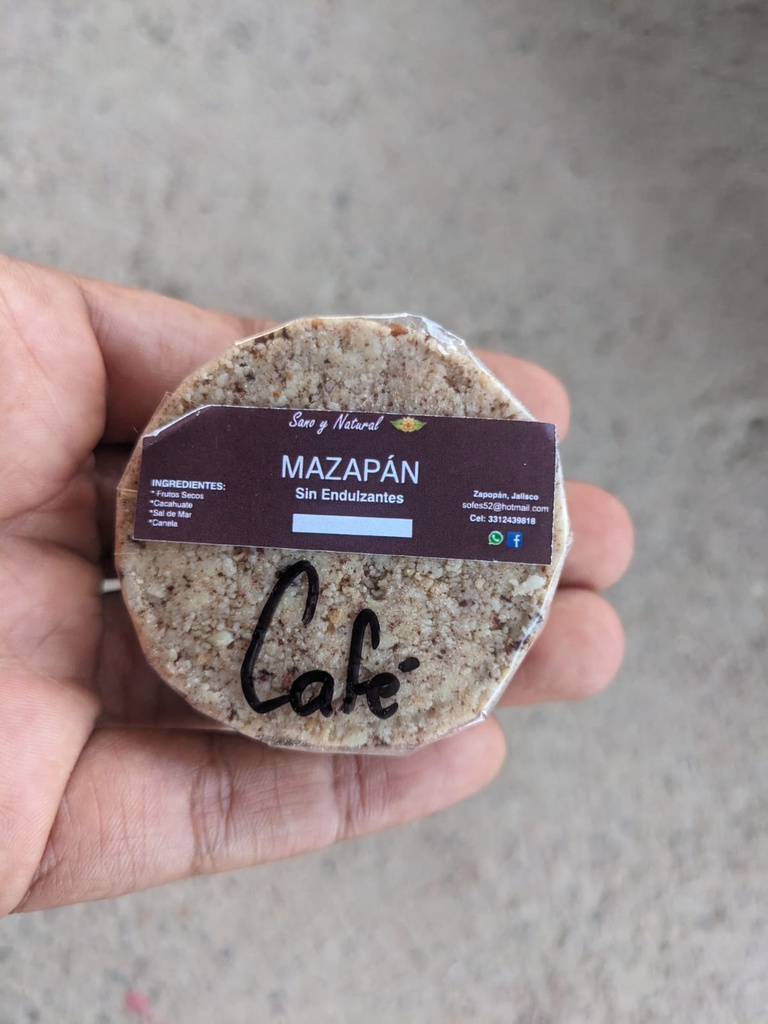 Sano y Natural
MAZAPÁN
Sin Endulzantes
INGREDIENTES:
* Frutos Secos
*Cacahuate
*Sal de Mar
*Canela
Zapopán, Jalisco
sofes52@hotmail.com
Cel: 3312439818
Café